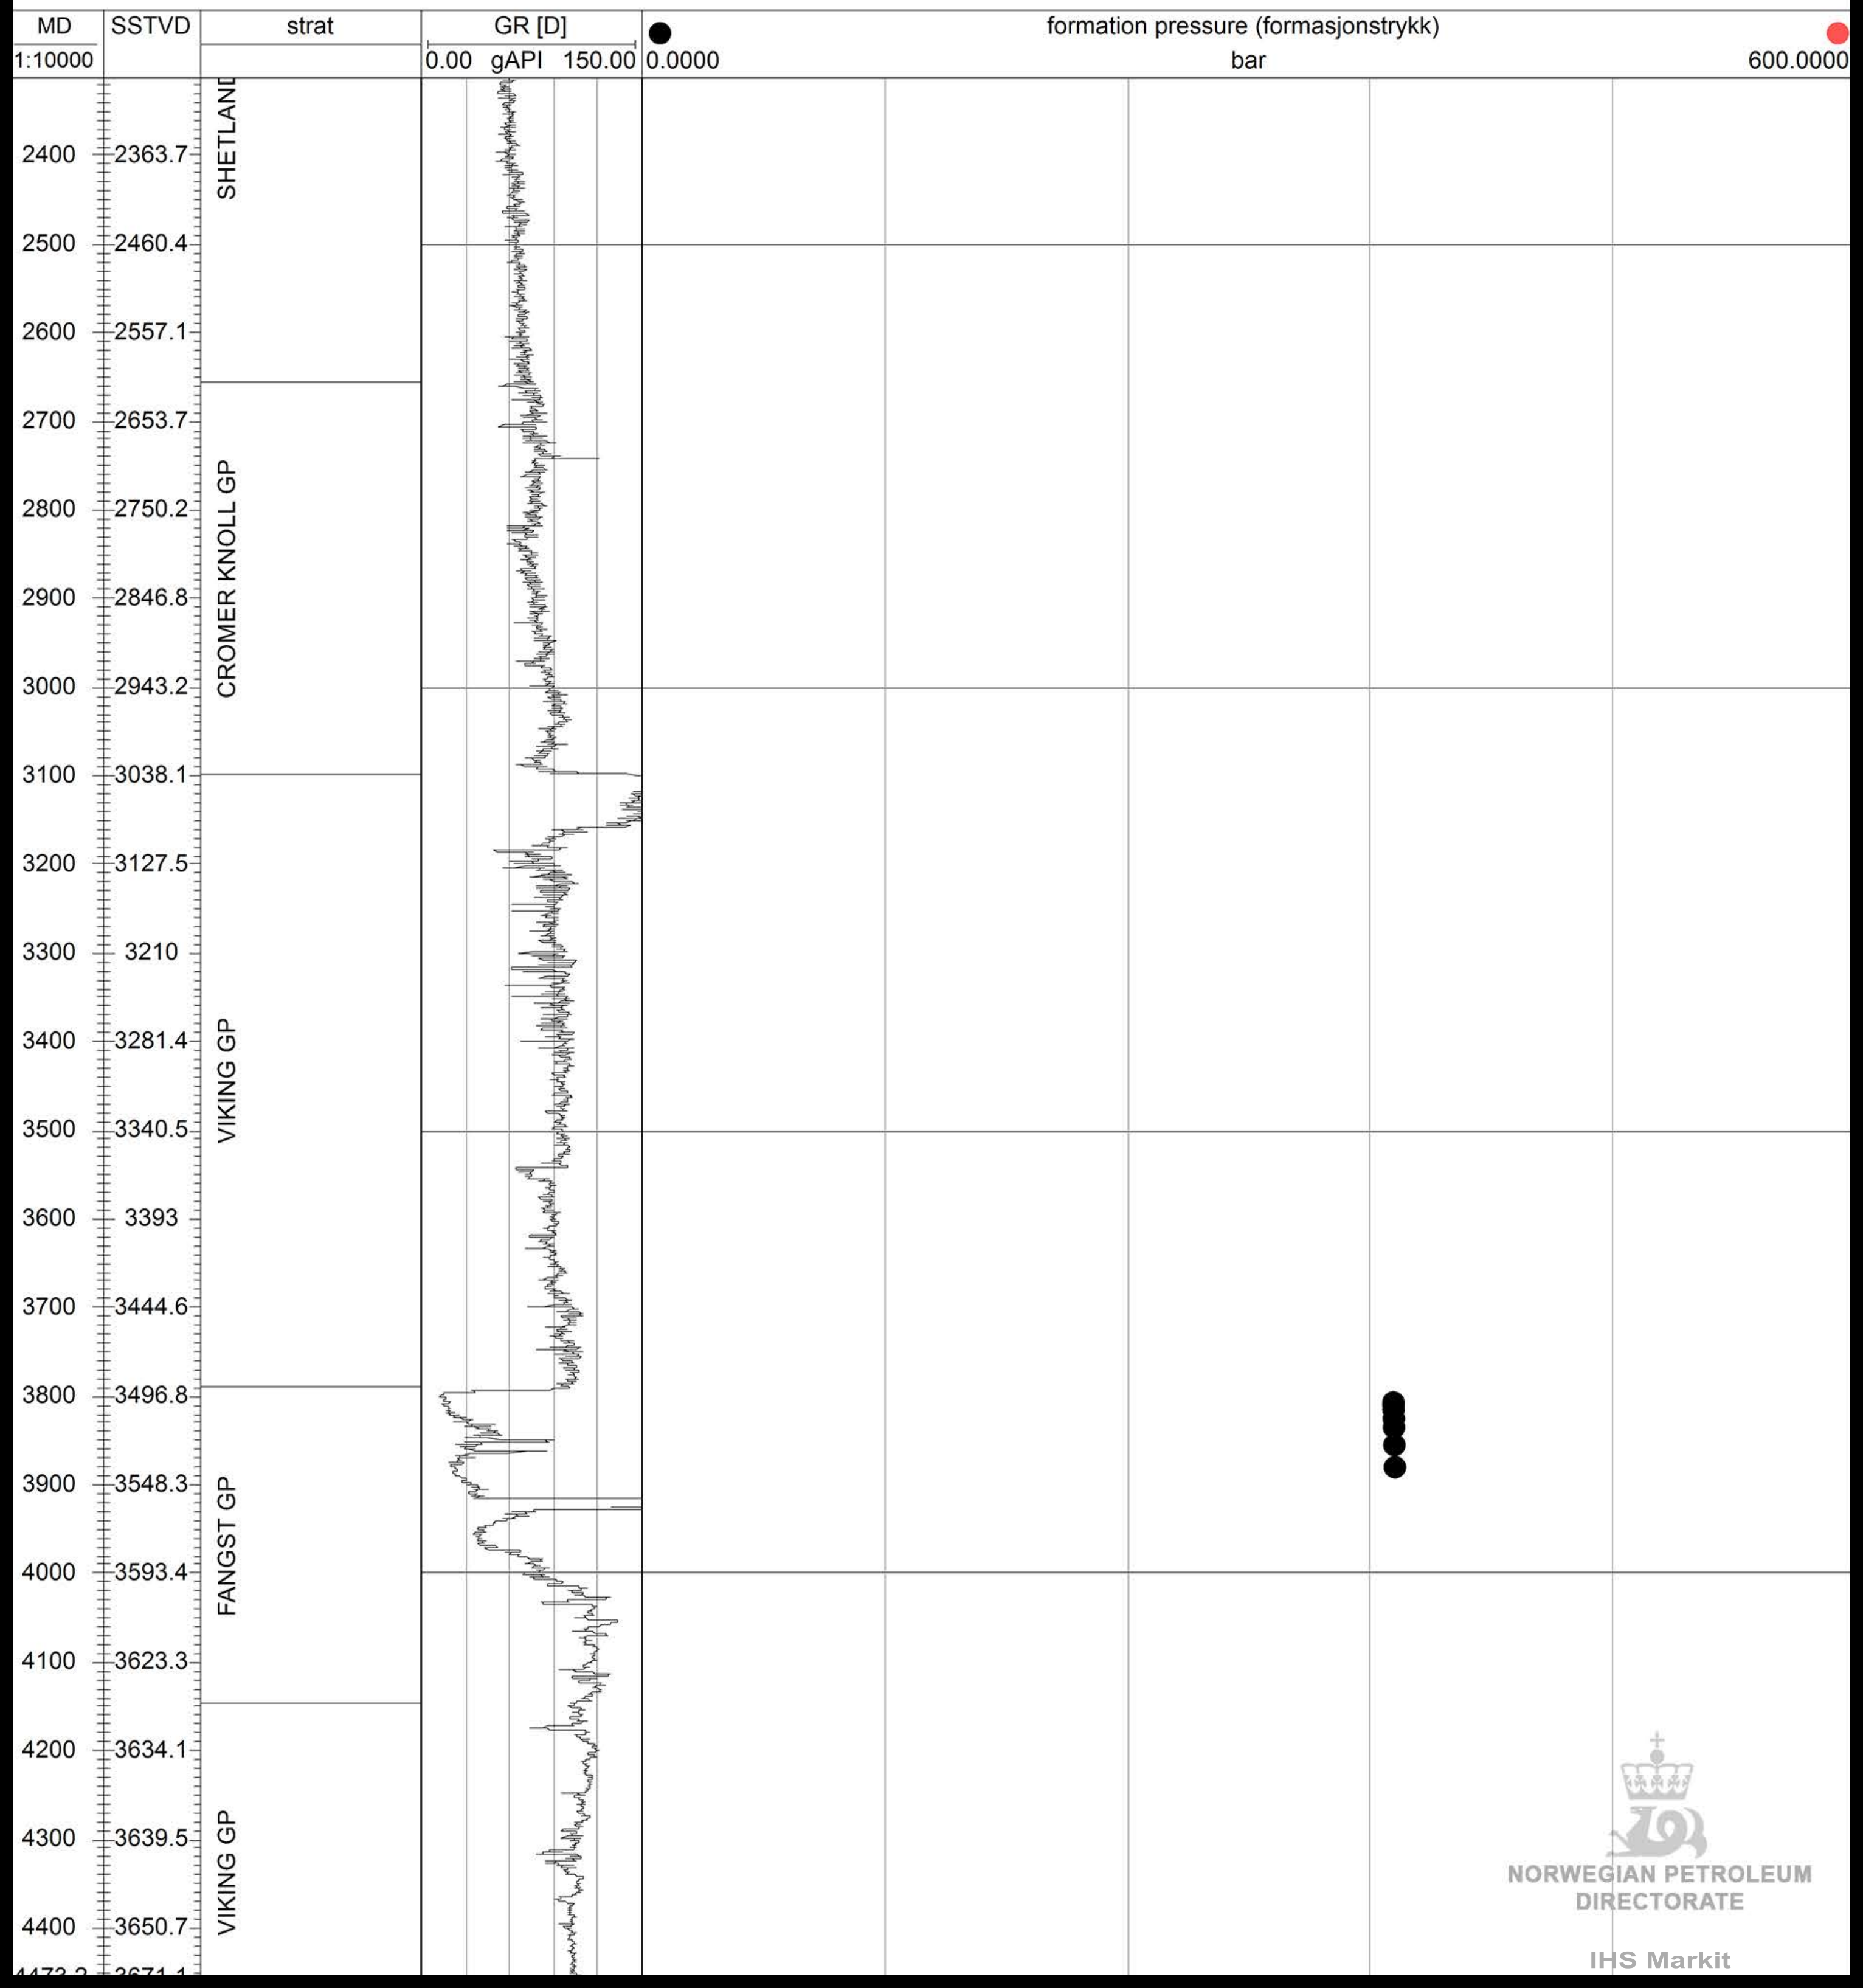 MD SSTVD strat GR [D] formation pressure (formasjonstrykk)
1:10000 0.00 gAPI 150.00 0.0000 bar 600.0000
SHETLAND
2400 2363.7
2500 2460.4
2600 2557.1
2700 2653.7
CROMER KNOLL GP
2800 2750.2
2900 2846.8
3000 2943.2
3100 3038.1
3200 3127.5
3300 3210
VIKING GP
3400 3281.4
3500 3340.5
3600 3393
3700 3444.6
3800 3496.8
FANGST GP
3900 3548.3
4000 3593.4
4100 3623.3
4200 3634.1
VIKING GP
4300 3639.5
4400 3650.7
NORWEGIAN PETROLEUM
DIRECTORATE
IHS Markit